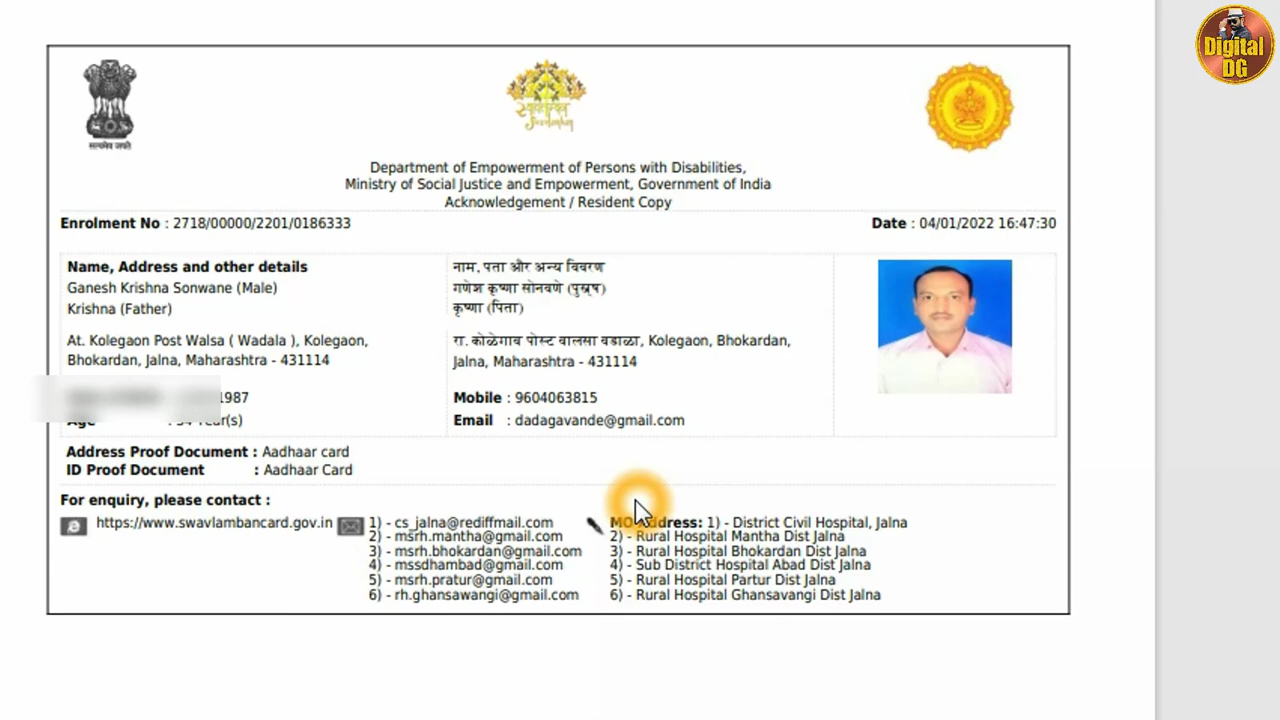 Digital
DG
सत्यमेव जयते
Department of Empowerment of Persons with Disabilities,
Ministry of Social Justice and Empowerment, Government of India
Acknowledgement / Resident Copy
Enrolment No : 2718/00000/2201/0186333 Date : 04/01/2022 16:47:30
Name, Address and other details
Ganesh Krishna Sonwane (Male)
Krishna (Father)
At. Kolegaon Post Walsa ( Wadala ), Kolegaon,
Bhokardan, Jalna, Maharashtra - 431114
1987
Age : 34 Year(s)
नाम, पता और अन्य विवरण
गणेश कृष्णा सोनवणे (पुरुष)
कृष्णा (पिता)
रा. कोळेगाव पोस्ट वालसा वडाळा, Kolegaon, Bhokardan,
Jalna, Maharashtra - 431114
Mobile : 9604063815
Email : dadagavande@gmail.com
Address Proof Document : Aadhaar card
ID Proof Document : Aadhaar Card
For enquiry, please contact :
https://www.swavlambancard.gov.in
1) - cs_jalna@rediffmail.com
2) - msrh.mantha@gmail.com
3) - msrh.bhokardan@gmail.com
4) - mssdhambad@gmail.com
5) - msrh.pratur@gmail.com
6) - rh.ghansawangi@gmail.com
MO Address: 1) - District Civil Hospital, Jalna
2) - Rural Hospital Mantha Dist Jalna
3) - Rural Hospital Bhokardan Dist Jalna
4) - Sub District Hospital Abad Dist Jalna
5) - Rural Hospital Partur Dist Jalna
6) - Rural Hospital Ghansavangi Dist Jalna